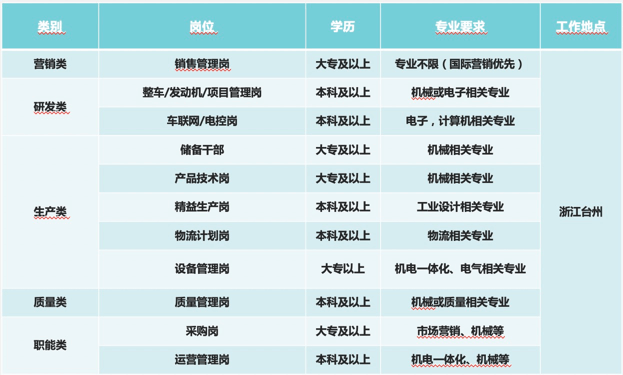 类别 岗位 学历 专业要求 工作地点
营销类 销售管理岗 大专及以上 专业不限（国际营销优先）
研发类 整车/发动机/项目管理岗 本科及以上 机械或电子相关专业
车联网/电控岗 本科及以上 电子，计算机相关专业
生产类 储备干部 大专及以上 机械相关专业
产品技术岗 大专及以上 机械相关专业
精益生产岗 本科及以上 工业设计相关专业
物流计划岗 本科及以上 物流相关专业
设备管理岗 大专以上 机电一体化、电气相关专业
质量类 质量管理岗 本科及以上 机械或质量相关专业
职能类 采购岗 大专及以上 市场营销、机械等
运营管理岗 本科及以上 机电一体化、机械等
浙江台州